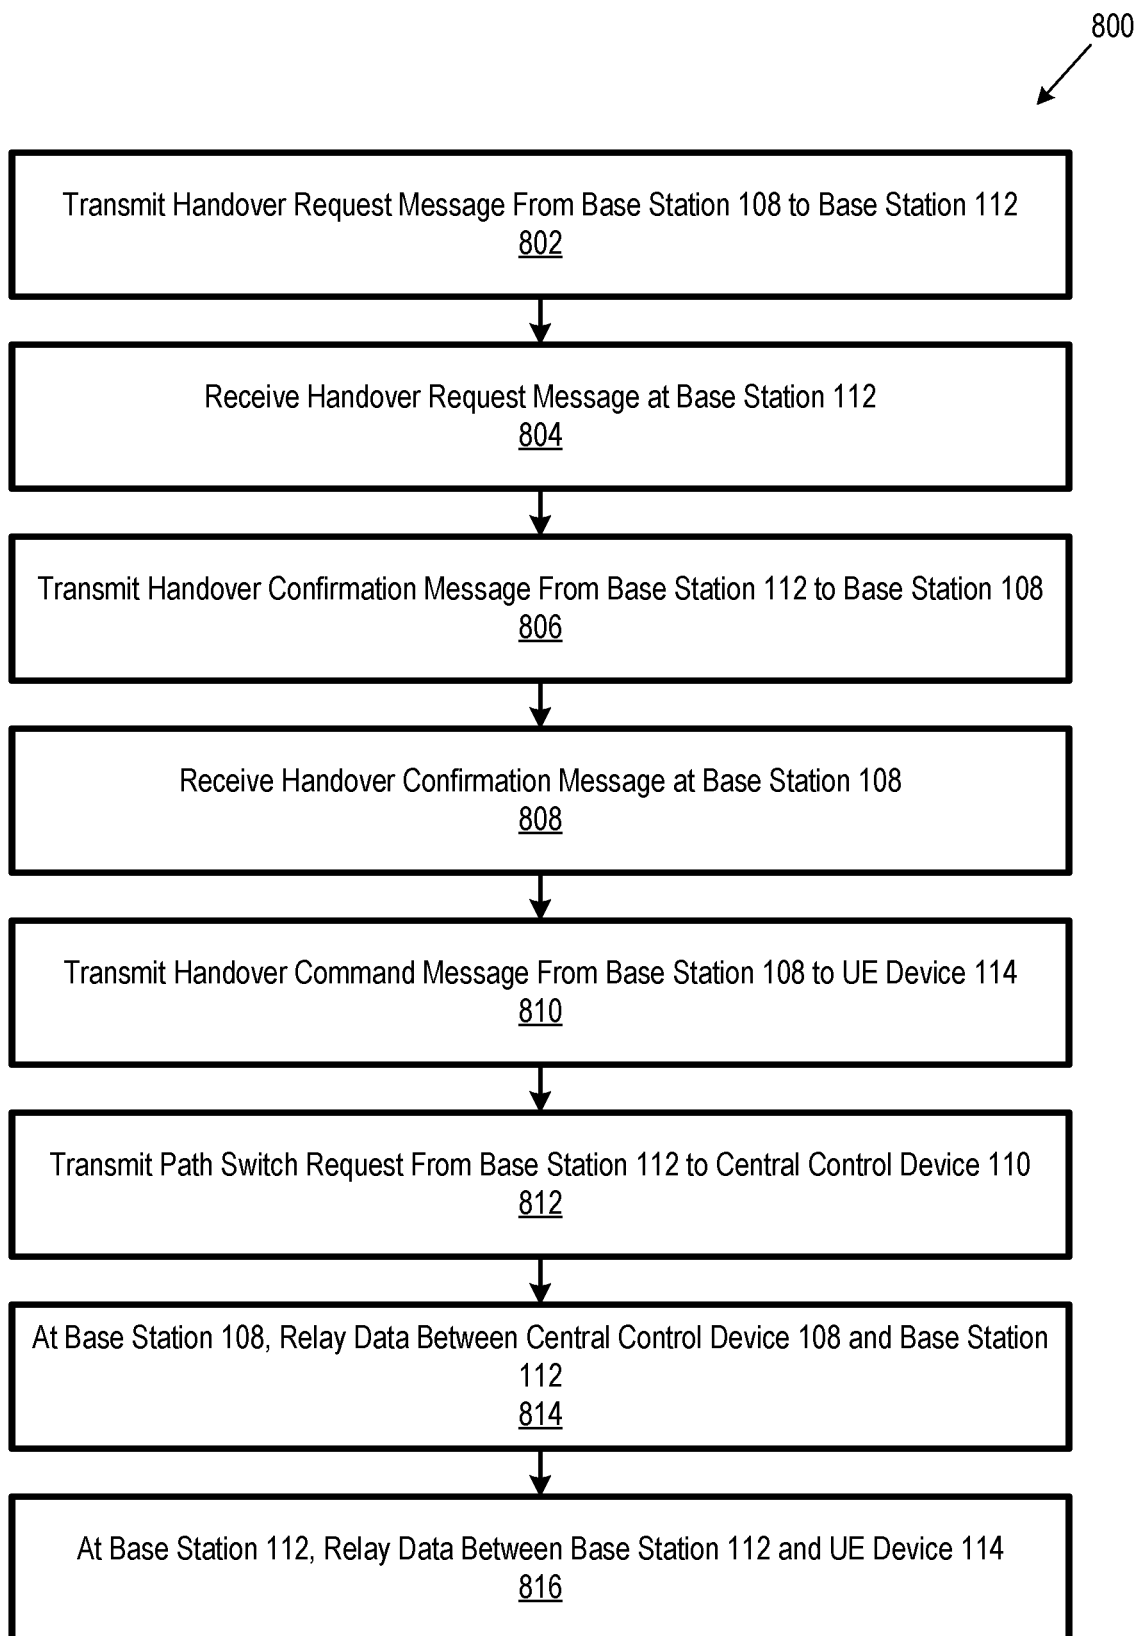 800
Transmit Handover Request Message From Base Station 108 to Base Station 112
802
Receive Handover Request Message at Base Station 112
804
Transmit Handover Confirmation Message From Base Station 112 to Base Station 108
806
Receive Handover Confirmation Message at Base Station 108
808
Transmit Handover Command Message From Base Station 108 to UE Device 114
810
Transmit Path Switch Request From Base Station 112 to Central Control Device 110
812
At Base Station 108, Relay Data Between Central Control Device 108 and Base Station
112
814
At Base Station 112, Relay Data Between Base Station 112 and UE Device 114
816